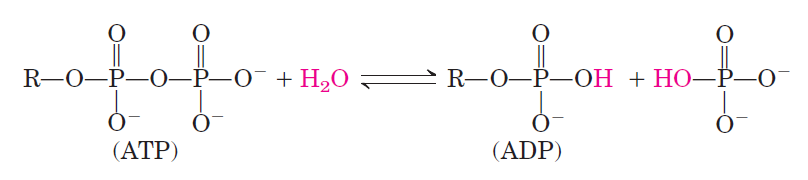 O O O O
R—O—P—O—P—O⁻ + H₂O ⇌ R—O—P—OH + HO—P—O⁻
O⁻ O⁻ O⁻ O⁻
(ATP) (ADP)